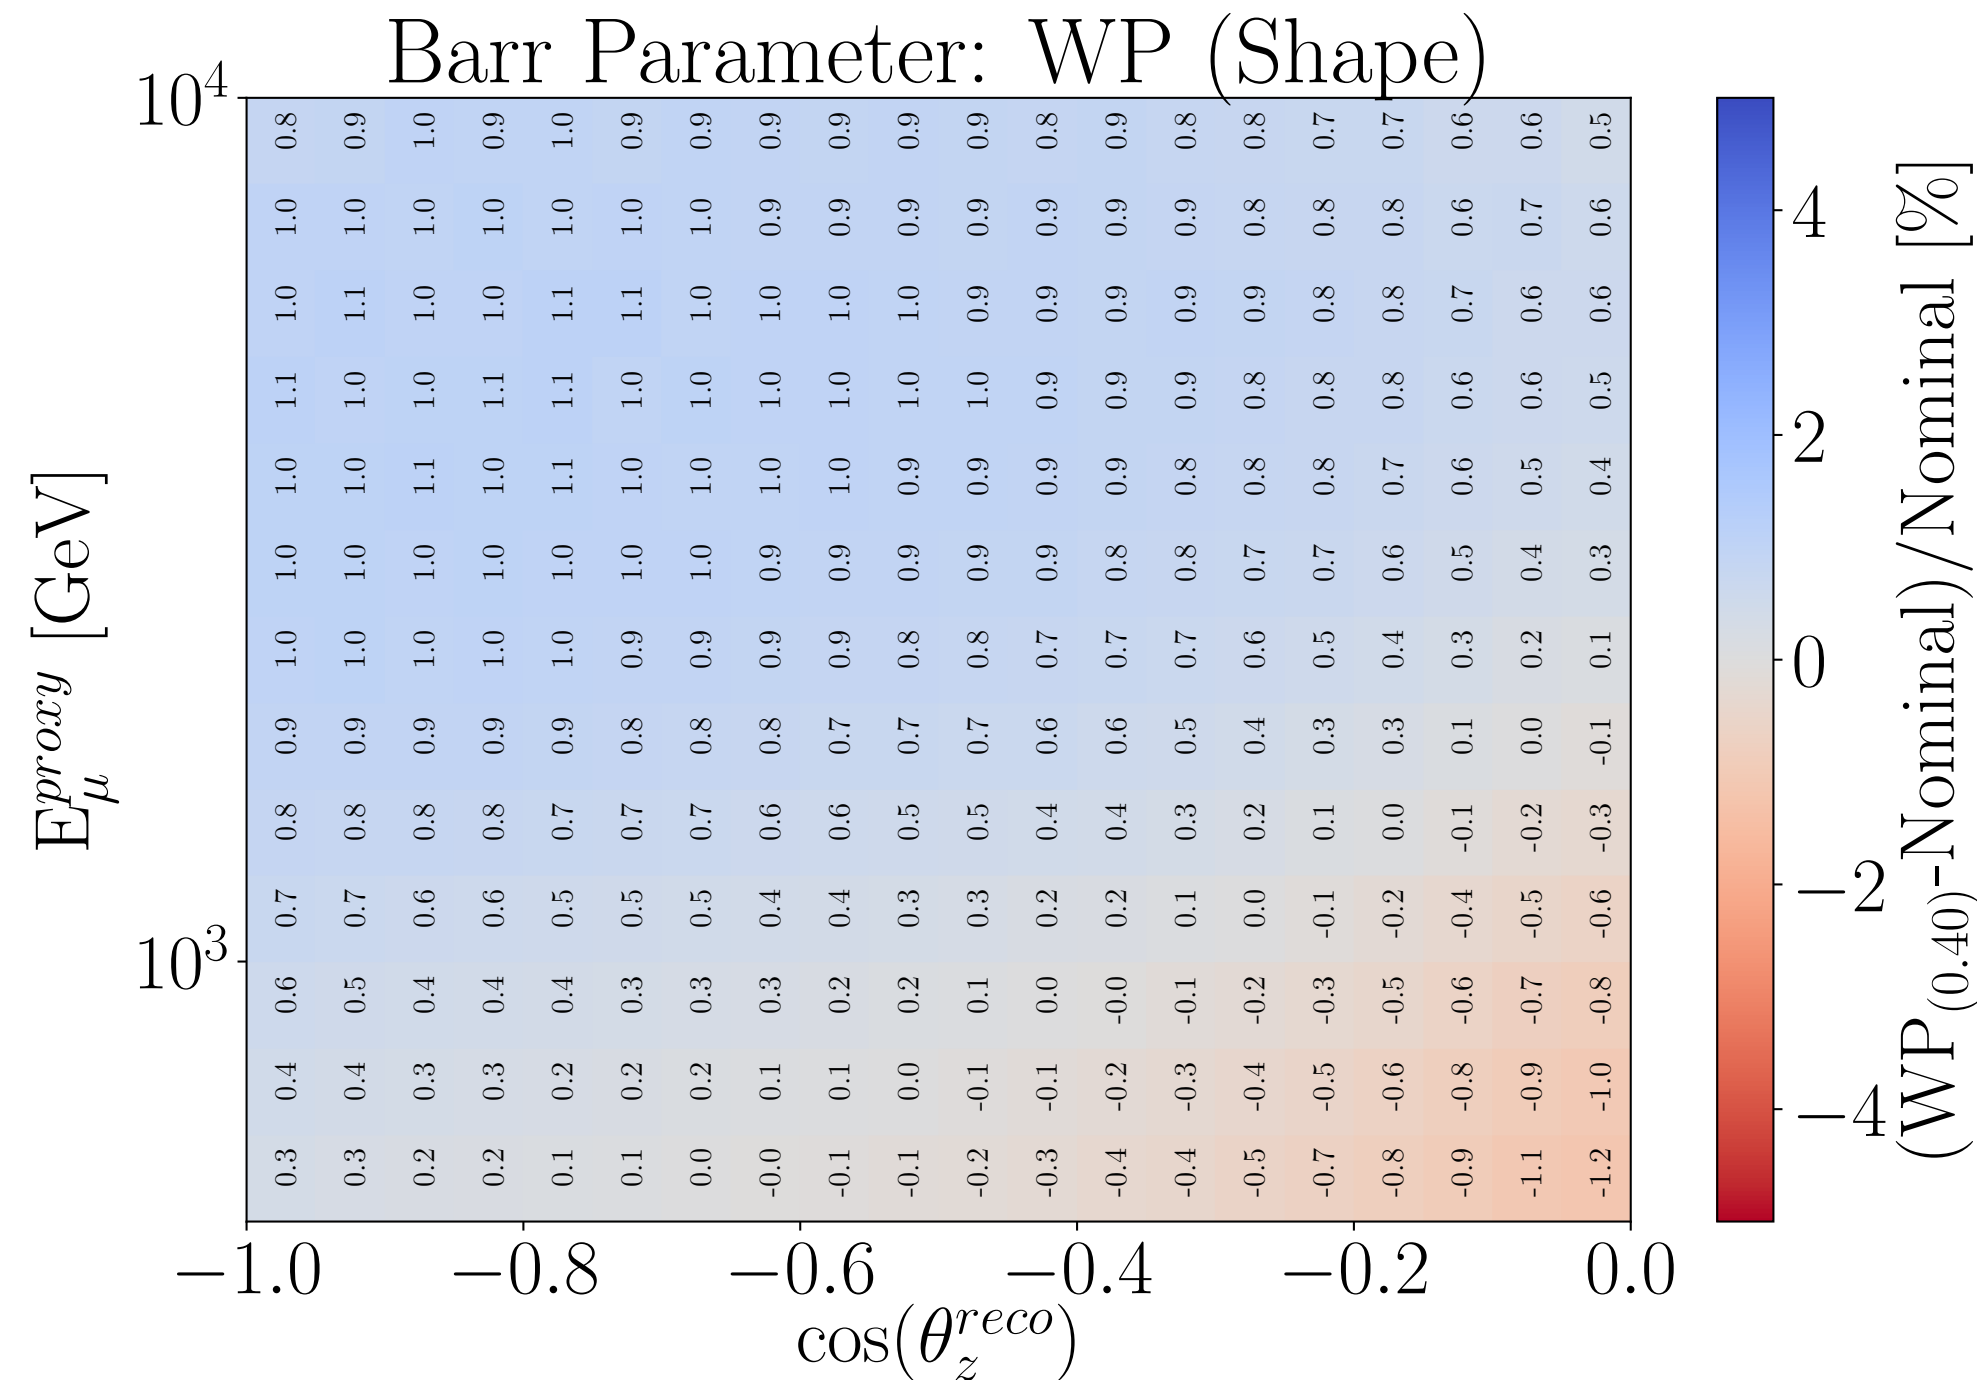 Barr Parameter: WP (Shape)
10^4
0.8 0.9 1.0 0.9 1.0 0.9 0.9 0.9 0.9 0.9 0.9 0.8 0.9 0.8 0.8 0.7 0.7 0.6 0.6 0.5
1.0 1.0 1.0 1.0 1.0 1.0 1.0 0.9 0.9 0.9 0.9 0.9 0.9 0.9 0.8 0.8 0.8 0.6 0.7 0.6
1.0 1.1 1.0 1.0 1.1 1.1 1.0 1.0 1.0 1.0 0.9 0.9 0.9 0.9 0.9 0.8 0.8 0.7 0.6 0.6
1.1 1.0 1.0 1.1 1.1 1.0 1.0 1.0 1.0 1.0 1.0 0.9 0.9 0.9 0.8 0.8 0.8 0.6 0.6 0.5
1.0 1.0 1.1 1.0 1.1 1.0 1.0 1.0 1.0 0.9 0.9 0.9 0.9 0.8 0.8 0.8 0.7 0.6 0.5 0.4
1.0 1.0 1.0 1.0 1.0 1.0 1.0 0.9 0.9 0.9 0.9 0.9 0.8 0.8 0.7 0.7 0.6 0.5 0.4 0.3
1.0 1.0 1.0 1.0 1.0 0.9 0.9 0.9 0.9 0.8 0.8 0.7 0.7 0.7 0.6 0.5 0.4 0.3 0.2 0.1
0.9 0.9 0.9 0.9 0.9 0.8 0.8 0.8 0.7 0.7 0.7 0.6 0.6 0.5 0.4 0.3 0.3 0.1 0.0 -0.1
0.8 0.8 0.8 0.8 0.7 0.7 0.7 0.6 0.6 0.5 0.5 0.4 0.4 0.3 0.2 0.1 0.0 -0.1 -0.2 -0.3
0.7 0.7 0.6 0.6 0.5 0.5 0.5 0.4 0.4 0.3 0.3 0.2 0.2 0.1 0.0 -0.1 -0.2 -0.4 -0.5 -0.6
10^3
0.6 0.5 0.4 0.4 0.4 0.3 0.3 0.3 0.2 0.2 0.1 0.0 -0.0 -0.1 -0.2 -0.3 -0.5 -0.6 -0.7 -0.8
0.4 0.4 0.3 0.3 0.2 0.2 0.2 0.1 0.1 0.0 -0.1 -0.1 -0.2 -0.3 -0.4 -0.5 -0.6 -0.8 -0.9 -1.0
0.3 0.3 0.2 0.2 0.1 0.1 0.0 -0.0 -0.1 -0.1 -0.2 -0.3 -0.4 -0.4 -0.5 -0.7 -0.8 -0.9 -1.1 -1.2
−1.0 −0.8 −0.6 −0.4 −0.2 0.0
cos(θ_z^{reco})
E_μ^{proxy} [GeV]
4
2
0
−2
−4
(WP_{(0.40)}-Nominal)/Nominal [%]